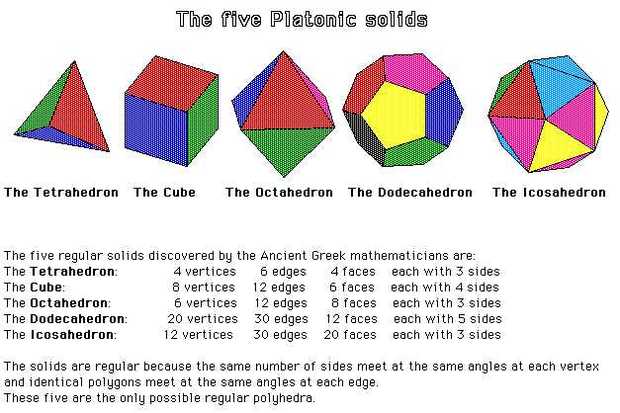 The five Platonic solids
The Tetrahedron The Cube The Octahedron The Dodecahedron The Icosahedron
The five regular solids discovered by the Ancient Greek mathematicians are:
The Tetrahedron: 4 vertices 6 edges 4 faces each with 3 sides
The Cube: 8 vertices 12 edges 6 faces each with 4 sides
The Octahedron: 6 vertices 12 edges 8 faces each with 3 sides
The Dodecahedron: 20 vertices 30 edges 12 faces each with 5 sides
The Icosahedron: 12 vertices 30 edges 20 faces each with 3 sides
The solids are regular because the same number of sides meet at the same angles at each vertex
and identical polygons meet at the same angles at each edge.
These five are the only possible regular polyhedra.